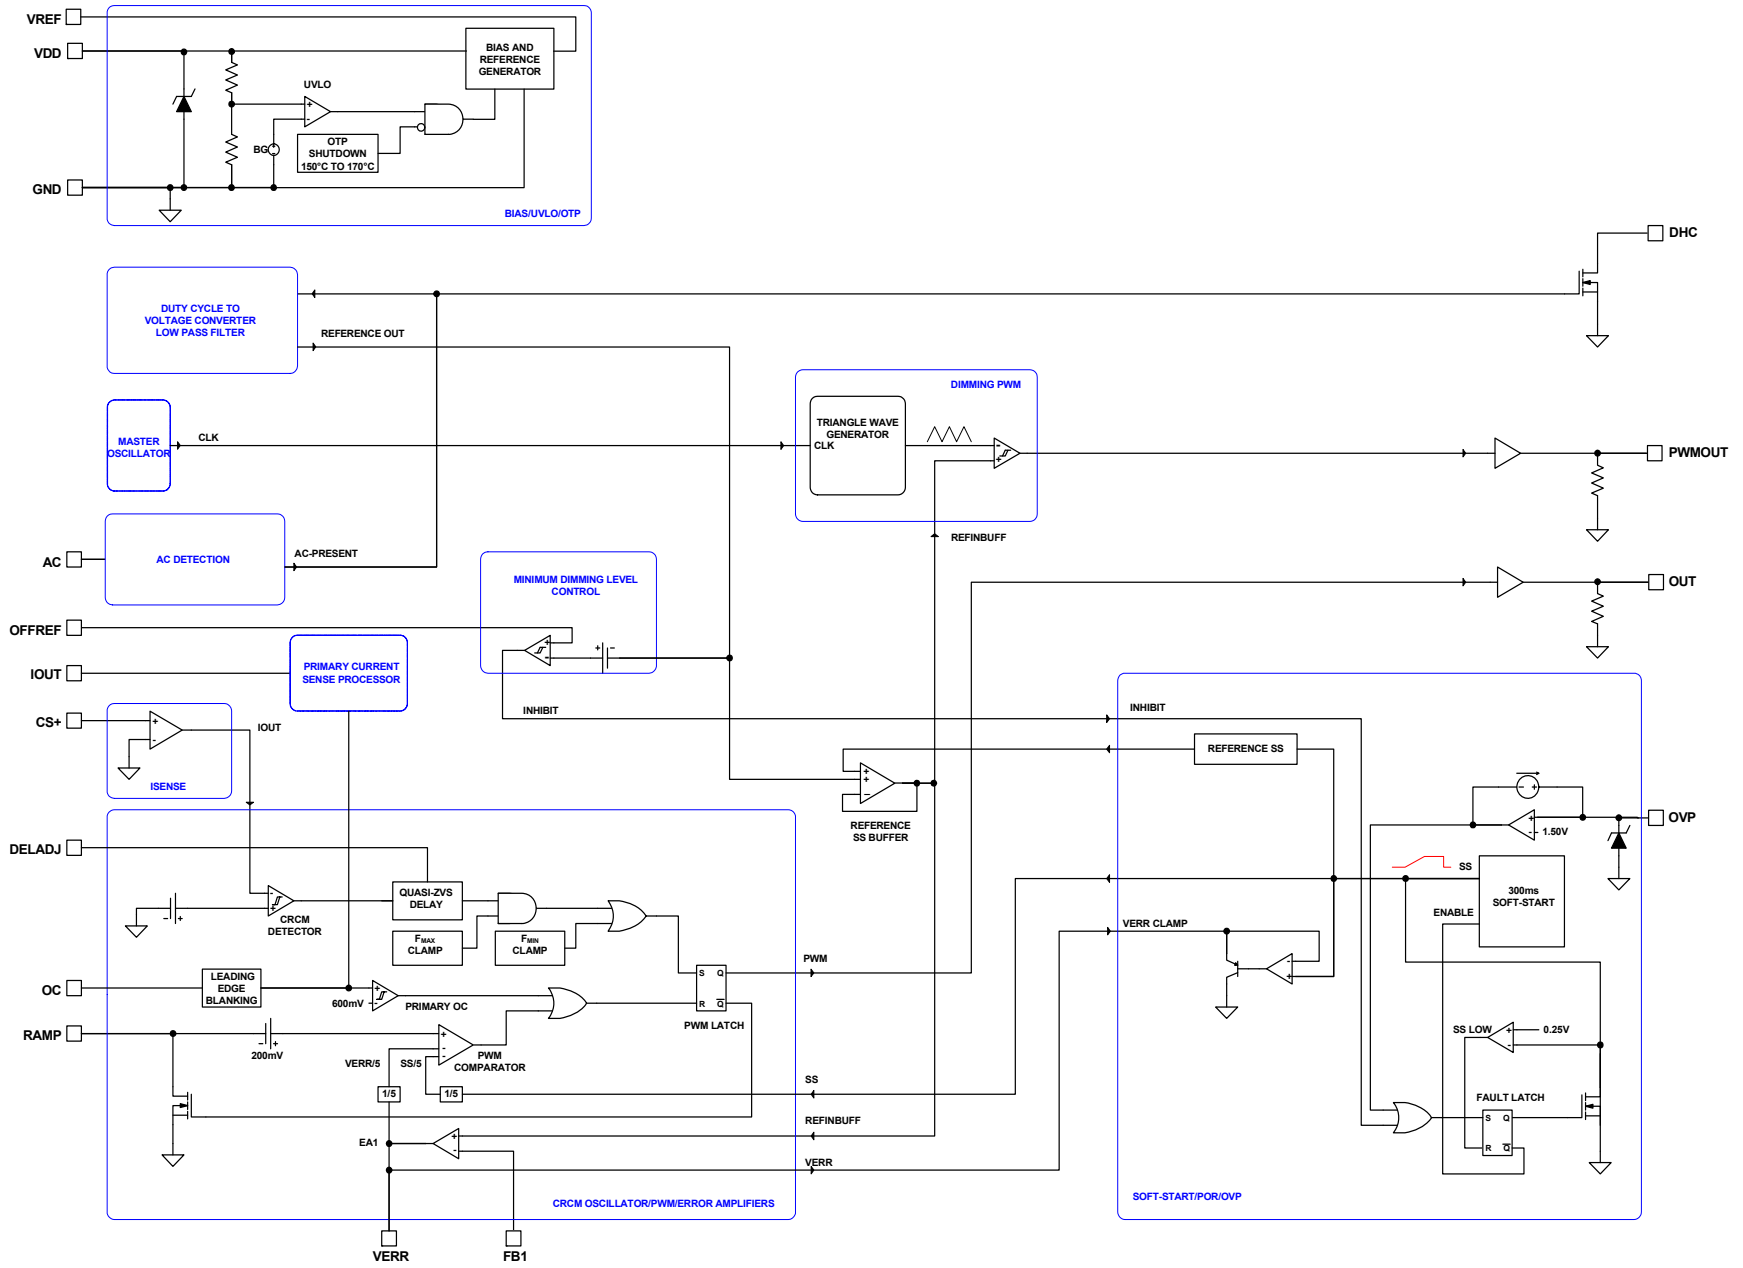 VREF
VDD
GND
BIAS AND
REFERENCE
GENERATOR
UVLO
+
-
BG
OTP
SHUTDOWN
150°C TO 170°C
BIAS/UVLO/OTP
DHC
DUTY CYCLE TO
VOLTAGE CONVERTER
LOW PASS FILTER
REFERENCE OUT
DIMMING PWM
TRIANGLE WAVE
GENERATOR
CLK
-
+
MASTER
OSCILLATOR
CLK
PWMOUT
REFINBUFF
AC
AC DETECTION
AC-PRESENT
MINIMUM DIMMING LEVEL
CONTROL
+
-
+
-
OUT
OFFREF
IOUT
PRIMARY CURRENT
SENSE PROCESSOR
CS+
+
-
IOUT
ISENSE
INHIBIT
INHIBIT
REFERENCE SS
+
+
-
REFERENCE
SS BUFFER
- +
+
-
1.50V
OVP
DELADJ
QUASI-ZVS
DELAY
- +
-
+
CRCM
DETECTOR
FMAX
CLAMP
FMIN
CLAMP
SS
300ms
SOFT-START
ENABLE
VERR CLAMP
-
+
OC
LEADING
EDGE
BLANKING
600mV
+
-
PRIMARY OC
S Q
R Q
PWM LATCH
PWM
RAMP
- +
200mV
+
-
-
PWM
COMPARATOR
VERR/5
SS/5
1/5
1/5
SS
SS LOW
+
-
0.25V
FAULT LATCH
S Q
R Q
EA1
+
-
REFINBUFF
VERR
CRCM OSCILLATOR/PWM/ERROR AMPLIFIERS
SOFT-START/POR/OVP
VERR
FB1